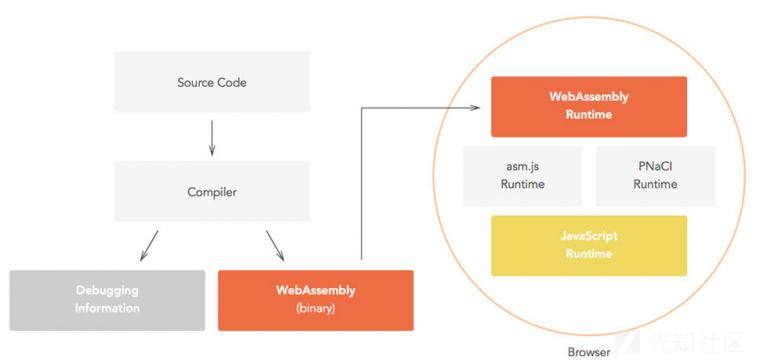 Source Code
Compiler
Debugging
Information
WebAssembly
(binary)
WebAssembly
Runtime
asm.js
Runtime
PNaCl
Runtime
JavaScript
Runtime
Browser
先知社区